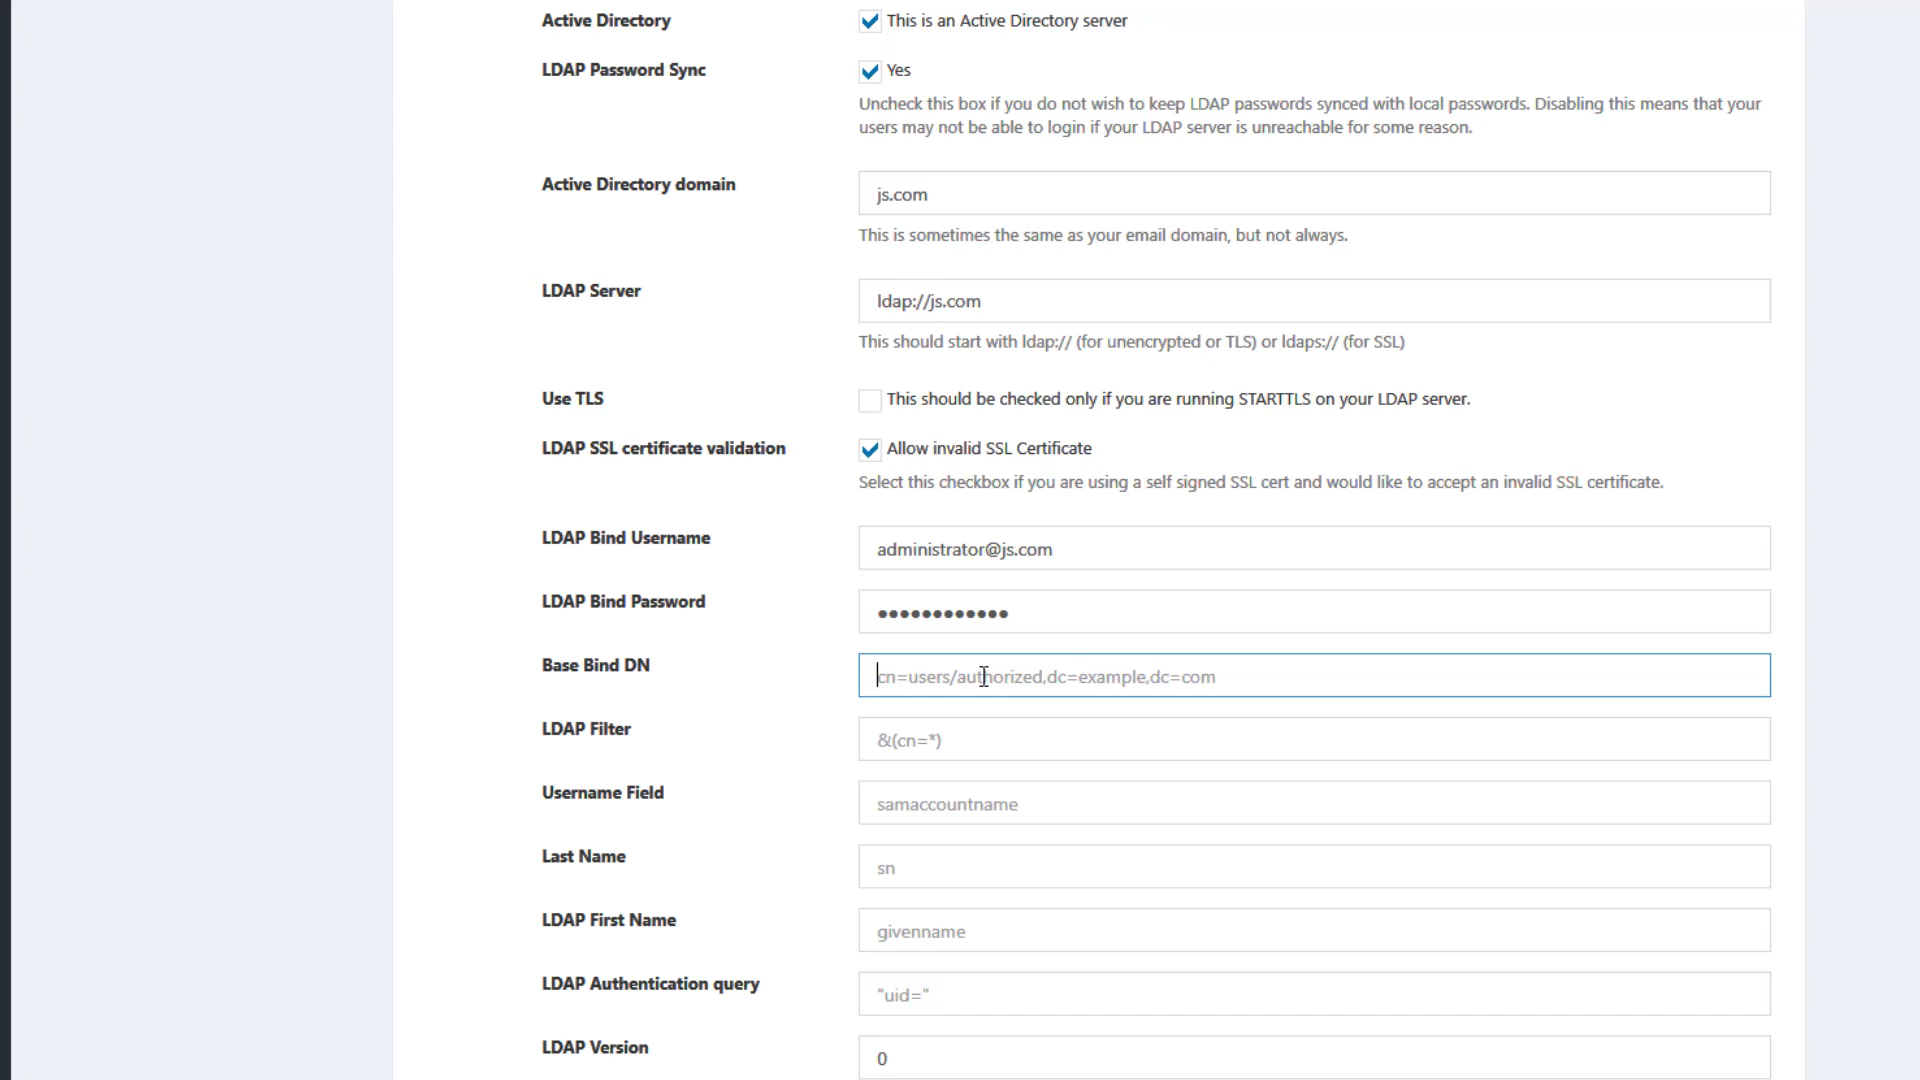 Active Directory
This is an Active Directory server
LDAP Password Sync
Yes
Uncheck this box if you do not wish to keep LDAP passwords synced with local passwords. Disabling this means that your
users may not be able to login if your LDAP server is unreachable for some reason.
Active Directory domain
js.com
This is sometimes the same as your email domain, but not always.
LDAP Server
ldap://js.com
This should start with ldap:// (for unencrypted or TLS) or ldaps:// (for SSL)
Use TLS
This should be checked only if you are running STARTTLS on your LDAP server.
LDAP SSL certificate validation
Allow invalid SSL Certificate
Select this checkbox if you are using a self signed SSL cert and would like to accept an invalid SSL certificate.
LDAP Bind Username
administrator@js.com
LDAP Bind Password
••••••••••••
Base Bind DN
cn=users/authorized,dc=example,dc=com
LDAP Filter
&(cn=*)
Username Field
samaccountname
Last Name
sn
LDAP First Name
givenname
LDAP Authentication query
"uid="
LDAP Version
0